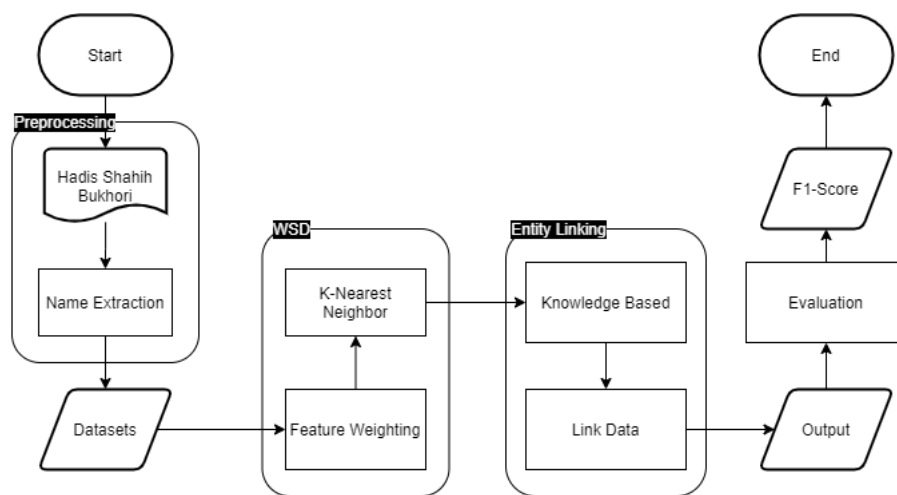 Start
Preprocessing
Hadis Shahih
Bukhori
Name Extraction
Datasets
WSD
K-Nearest
Neighbor
Feature Weighting
Entity Linking
Knowledge Based
Link Data
Output
Evaluation
F1-Score
End